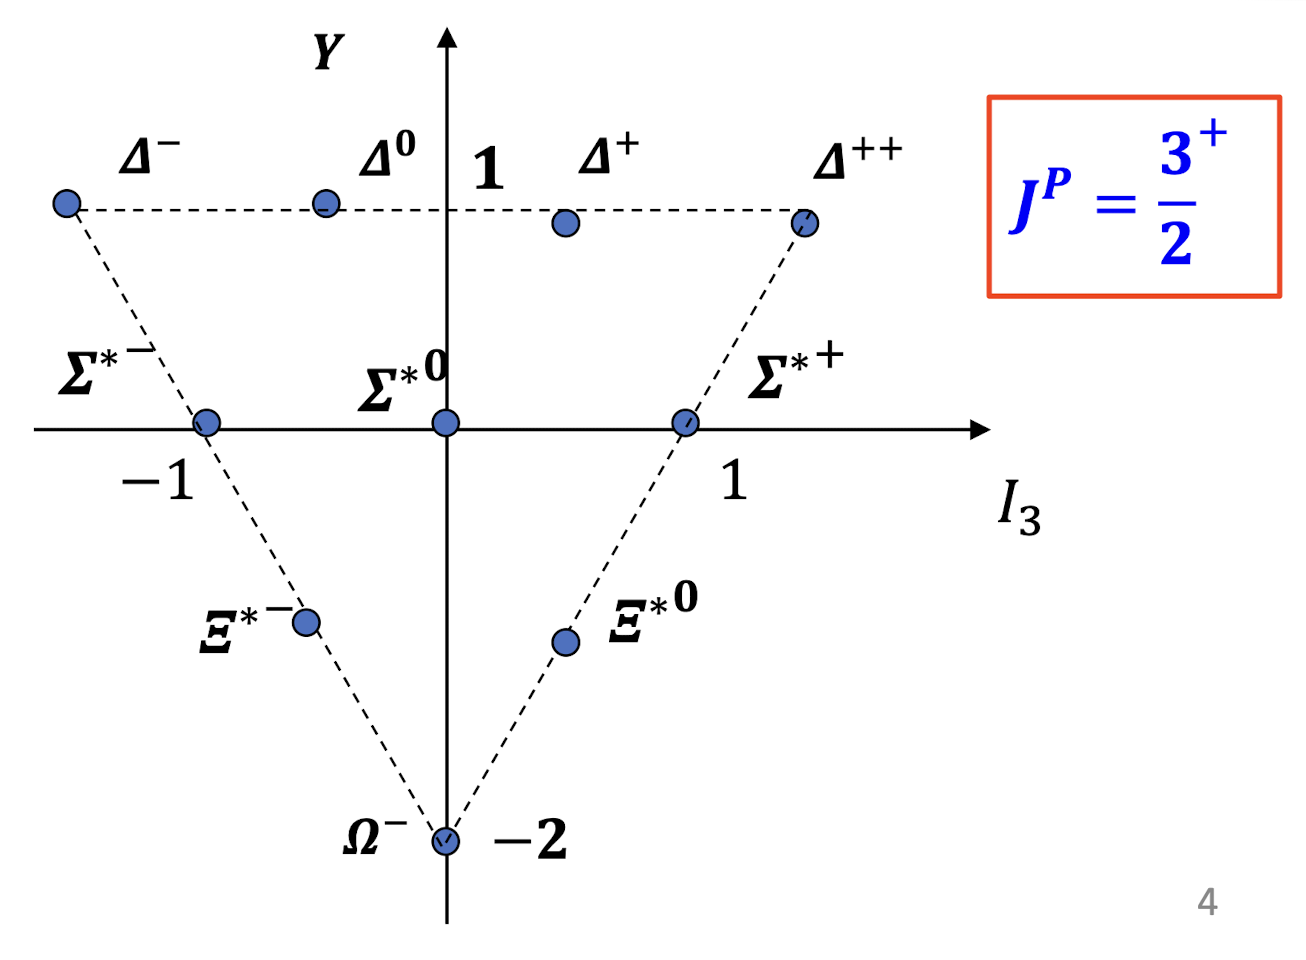 Y
Δ⁻ Δ⁰ 1 Δ⁺ Δ⁺⁺
J^P = 3/2⁺
Σ*⁻ Σ*⁰ Σ*⁺
−1 1
I₃
Ξ*⁻ Ξ*⁰
Ω⁻ −2
4